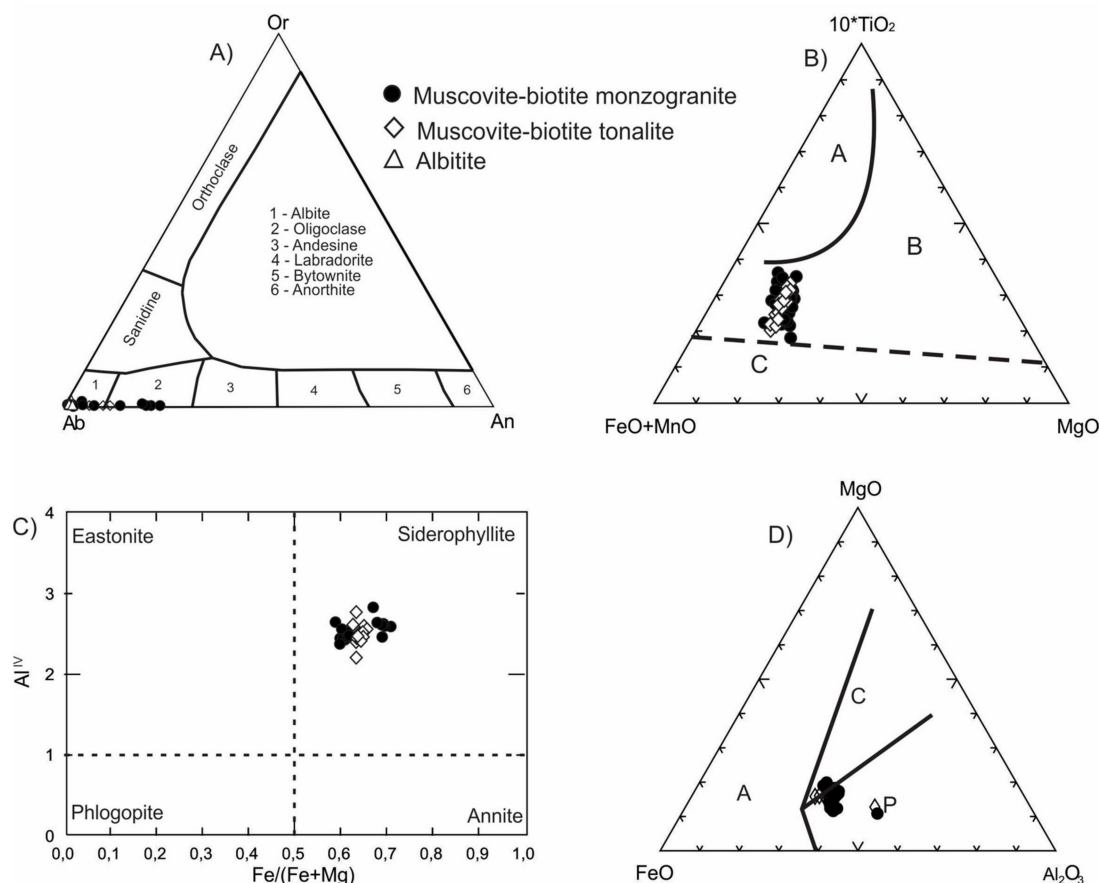 Or
A)
Orthoclase
Sanidine
1 - Albite
2 - Oligoclase
3 - Andesine
4 - Labradorite
5 - Bytownite
6 - Anorthite
1
2
3
4
5
6
Ab
An
Muscovite-biotite monzogranite
Muscovite-biotite tonalite
Albitite
10*TiO₂
B)
A
B
C
FeO+MnO
MgO
C)
4
3
2
1
0
Al^IV
Eastonite
Siderophyllite
Phlogopite
Annite
0,0 0,1 0,2 0,3 0,4 0,5 0,6 0,7 0,8 0,9 1,0
Fe/(Fe+Mg)
MgO
D)
C
A
P
FeO
Al₂O₃